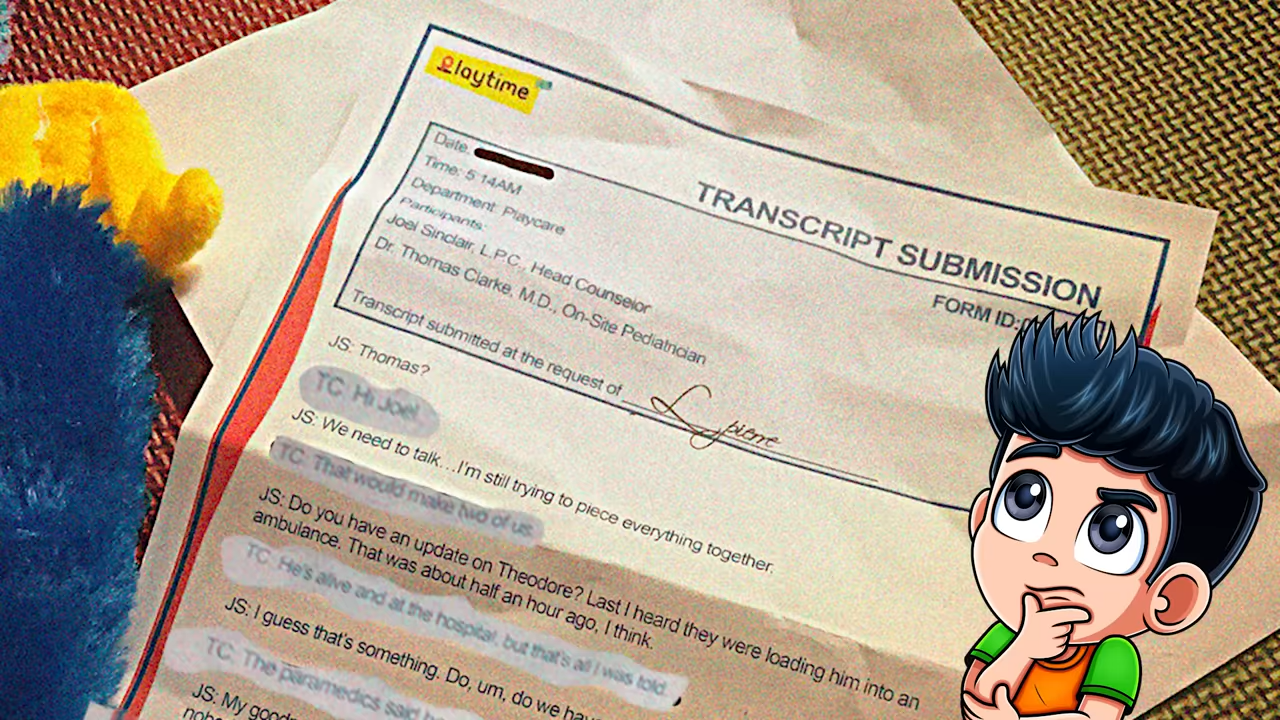 Playtime
TRANSCRIPT SUBMISSION
FORM ID:
Date:
Time: 5:14AM
Department: Playcare
Participants:
Joel Sinclair, L.P.C., Head Counselor
Dr. Thomas Clarke, M.D., On-Site Pediatrician
Transcript submitted at the request of Lpierre
JS: Thomas?
TC: Hi Joel.
JS: We need to talk…I'm still trying to piece everything together.
TC: That would make two of us.
JS: Do you have an update on Theodore? Last I heard they were loading him into an
ambulance. That was about half an hour ago, I think.
TC: He's alive and at the hospital, but that's all I was told.
JS: I guess that's something. Do, um, do we have
TC: The paramedics said
JS: My